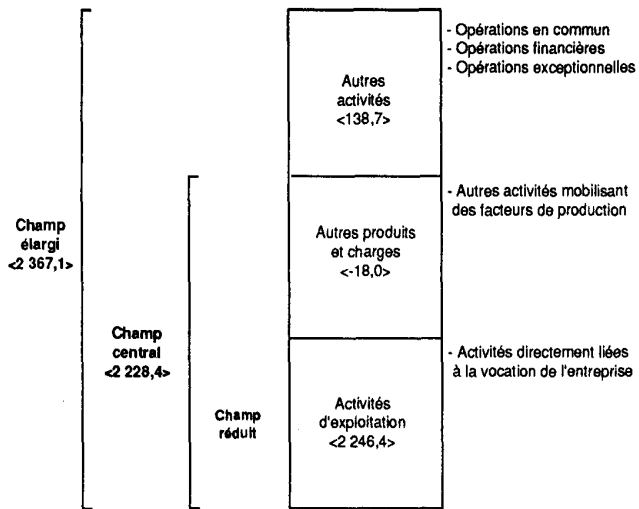 - Opérations en commun
- Opérations financières
- Opérations exceptionnelles
Autres
activités
<138,7>
- Autres activités mobilisant
des facteurs de production
Autres produits
et charges
<-18,0>
Champ
élargi
<2 367,1>
Champ
central
<2 228,4>
- Activités directement liées
à la vocation de l'entreprise
Champ
réduit
Activités
d'exploitation
<2 246,4>